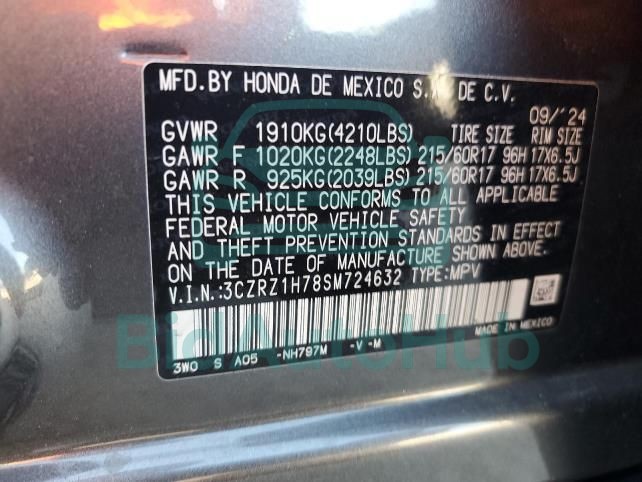 MFD.BY HONDA DE MEXICO S.A. DE C.V.
09/'24
GVWR 1910KG(4210LBS) TIRE SIZE RIM SIZE
GAWR F 1020KG(2248LBS) 215/60R17 96H 17X6.5J
GAWR R 925KG(2039LBS) 215/60R17 96H 17X6.5J
THIS VEHICLE CONFORMS TO ALL APPLICABLE
FEDERAL MOTOR VEHICLE SAFETY
AND THEFT PREVENTION STANDARDS IN EFFECT
ON THE DATE OF MANUFACTURE SHOWN ABOVE.
V.I.N.:3CZRZ1H78SM724632 TYPE:MPV
MADE IN MEXICO
BidAutoHub
3W0 S A05 -NH797M -V -M